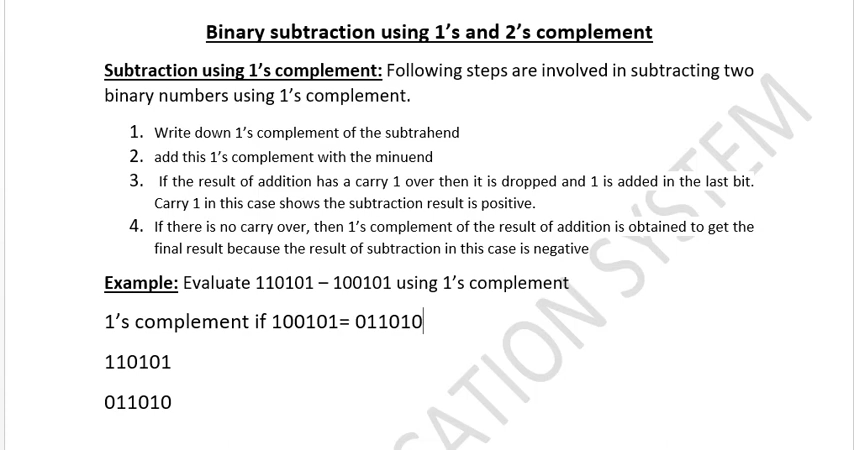 Binary subtraction using 1's and 2's complement
Subtraction using 1's complement: Following steps are involved in subtracting two
binary numbers using 1's complement.
1. Write down 1's complement of the subtrahend
2. add this 1's complement with the minuend
3. If the result of addition has a carry 1 over then it is dropped and 1 is added in the last bit.
Carry 1 in this case shows the subtraction result is positive.
4. If there is no carry over, then 1's complement of the result of addition is obtained to get the
final result because the result of subtraction in this case is negative
Example: Evaluate 110101 – 100101 using 1's complement
1's complement if 100101= 011010
110101
011010
SYSTEM